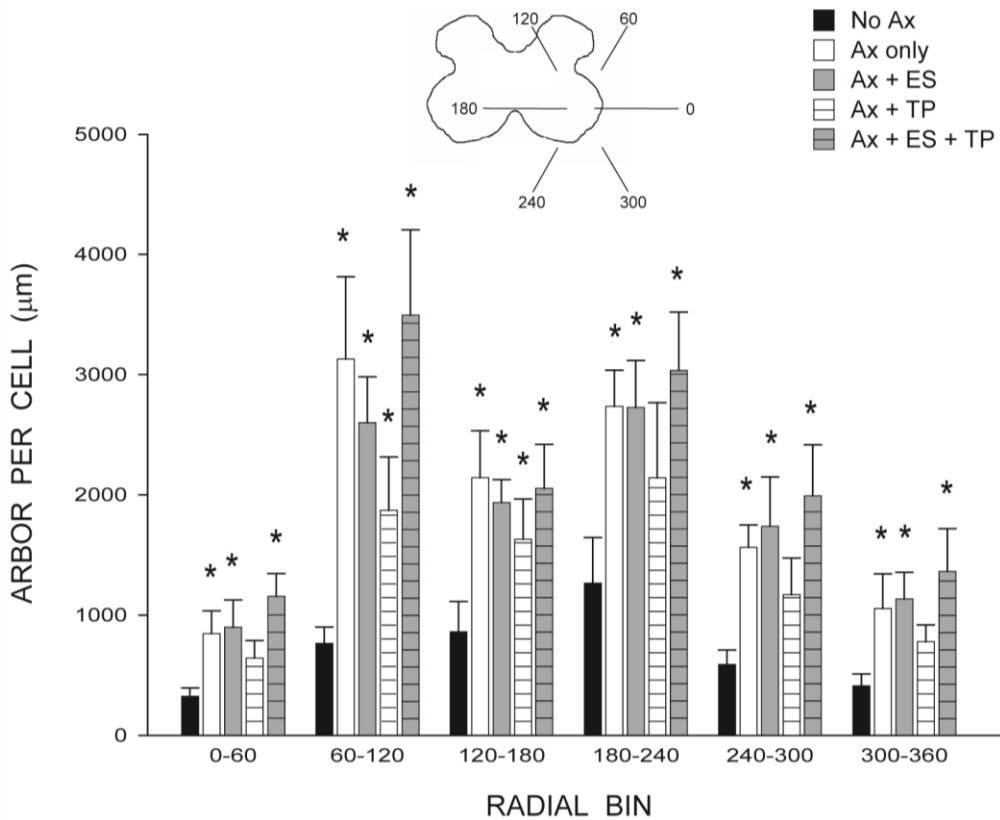 120
60
180
0
240
300
No Ax
Ax only
Ax + ES
Ax + TP
Ax + ES + TP
ARBOR PER CELL (μm)
5000
4000
3000
2000
1000
0
* * *
* * * *
* * * *
* * *
* * *
* * *
0-60 60-120 120-180 180-240 240-300 300-360
RADIAL BIN